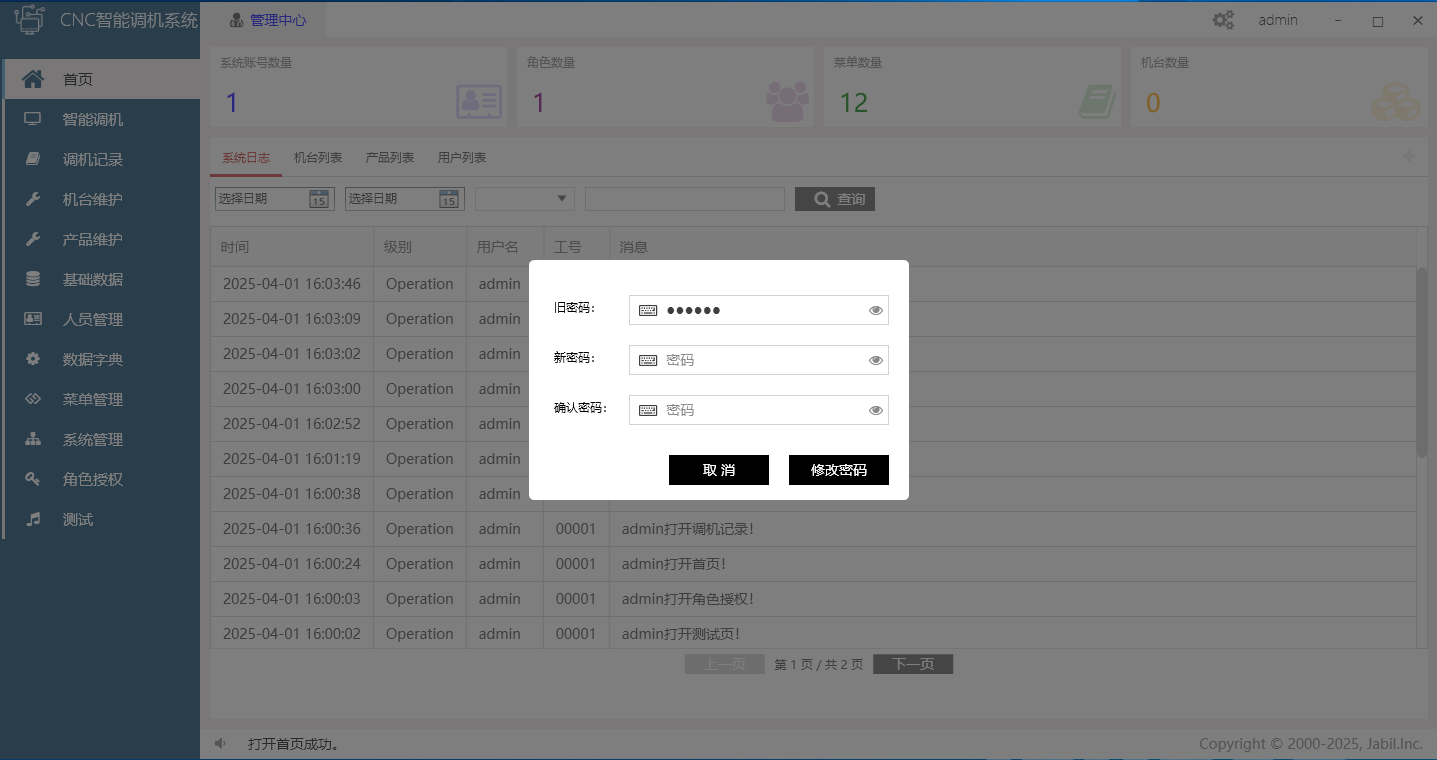 CNC智能调机系统
管理中心
admin
首页
智能调机
调机记录
机台维护
产品维护
基础数据
人员管理
数据字典
菜单管理
系统管理
角色授权
测试
系统账号数量
1
角色数量
1
菜单数量
12
机台数量
0
系统日志 机台列表 产品列表 用户列表
选择日期 15 选择日期 15 查询
时间 级别 用户名 工号 消息
2025-04-01 16:03:46 Operation admin
2025-04-01 16:03:09 Operation admin
2025-04-01 16:03:02 Operation admin
2025-04-01 16:03:00 Operation admin
2025-04-01 16:02:52 Operation admin
2025-04-01 16:01:19 Operation admin
2025-04-01 16:00:38 Operation admin
2025-04-01 16:00:36 Operation admin 00001 admin打开调机记录!
2025-04-01 16:00:24 Operation admin 00001 admin打开首页!
2025-04-01 16:00:03 Operation admin 00001 admin打开角色授权!
2025-04-01 16:00:02 Operation admin 00001 admin打开测试页!
旧密码: ●●●●●●
新密码: 密码
确认密码: 密码
取 消 修改密码
上一页 第 1 页 / 共 2 页 下一页
打开首页成功。
Copyright © 2000-2025, Jabil.Inc.